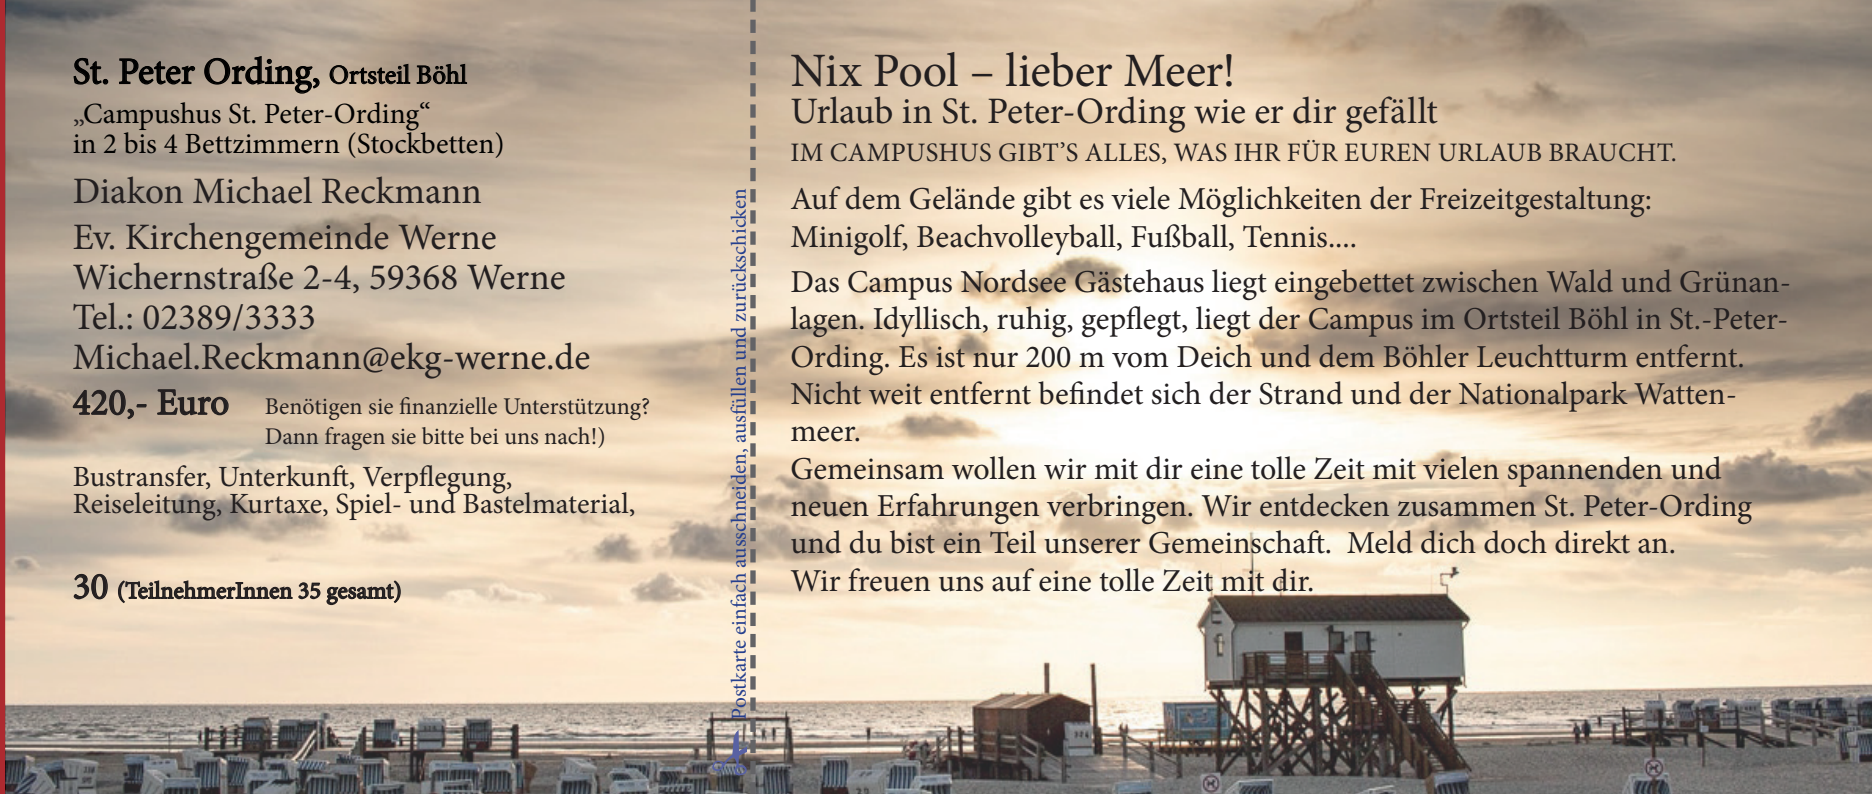 St. Peter Ording, Ortsteil Böhl
„Campushus St. Peter-Ording“
in 2 bis 4 Bettzimmern (Stockbetten)
Diakon Michael Reckmann
Ev. Kirchengemeinde Werne
Wichernstraße 2-4, 59368 Werne
Tel.: 02389/3333
Michael.Reckmann@ekg-werne.de
420,- Euro
Benötigen sie finanzielle Unterstützung?
Dann fragen sie bitte bei uns nach!)
Bustransfer, Unterkunft, Verpflegung,
Reiseleitung, Kurtaxe, Spiel- und Bastelmaterial,
30 (TeilnehmerInnen 35 gesamt)
Postkarte einfach ausschneiden, ausfüllen und zurückschicken
Nix Pool – lieber Meer!
Urlaub in St. Peter-Ording wie er dir gefällt
IM CAMPUSHUS GIBT’S ALLES, WAS IHR FÜR EUREN URLAUB BRAUCHT.
Auf dem Gelände gibt es viele Möglichkeiten der Freizeitgestaltung:
Minigolf, Beachvolleyball, Fußball, Tennis....
Das Campus Nordsee Gästehaus liegt eingebettet zwischen Wald und Grünan-
lagen. Idyllisch, ruhig, gepflegt, liegt der Campus im Ortsteil Böhl in St.-Peter-
Ording. Es ist nur 200 m vom Deich und dem Böhler Leuchtturm entfernt.
Nicht weit entfernt befindet sich der Strand und der Nationalpark Watten-
meer.
Gemeinsam wollen wir mit dir eine tolle Zeit mit vielen spannenden und
neuen Erfahrungen verbringen. Wir entdecken zusammen St. Peter-Ording
und du bist ein Teil unserer Gemeinschaft. Meld dich doch direkt an.
Wir freuen uns auf eine tolle Zeit mit dir.